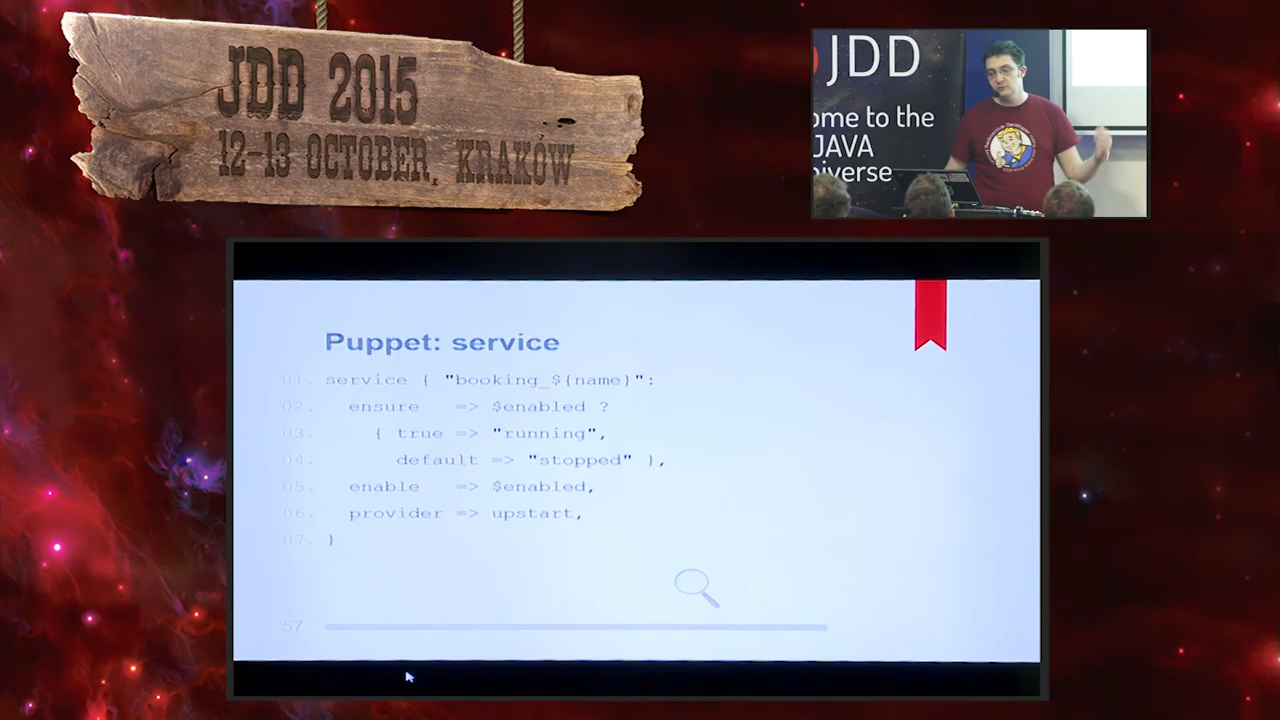 JDD 2015
12-13 OCTOBER, KRAKÓW
JDD
ome to the
JAVA
iverse
Puppet: service
01. service { "booking_${name}":
02. ensure => $enabled ?
03. { true => "running",
04. default => "stopped" },
05. enable => $enabled,
06. provider => upstart,
07. }
57